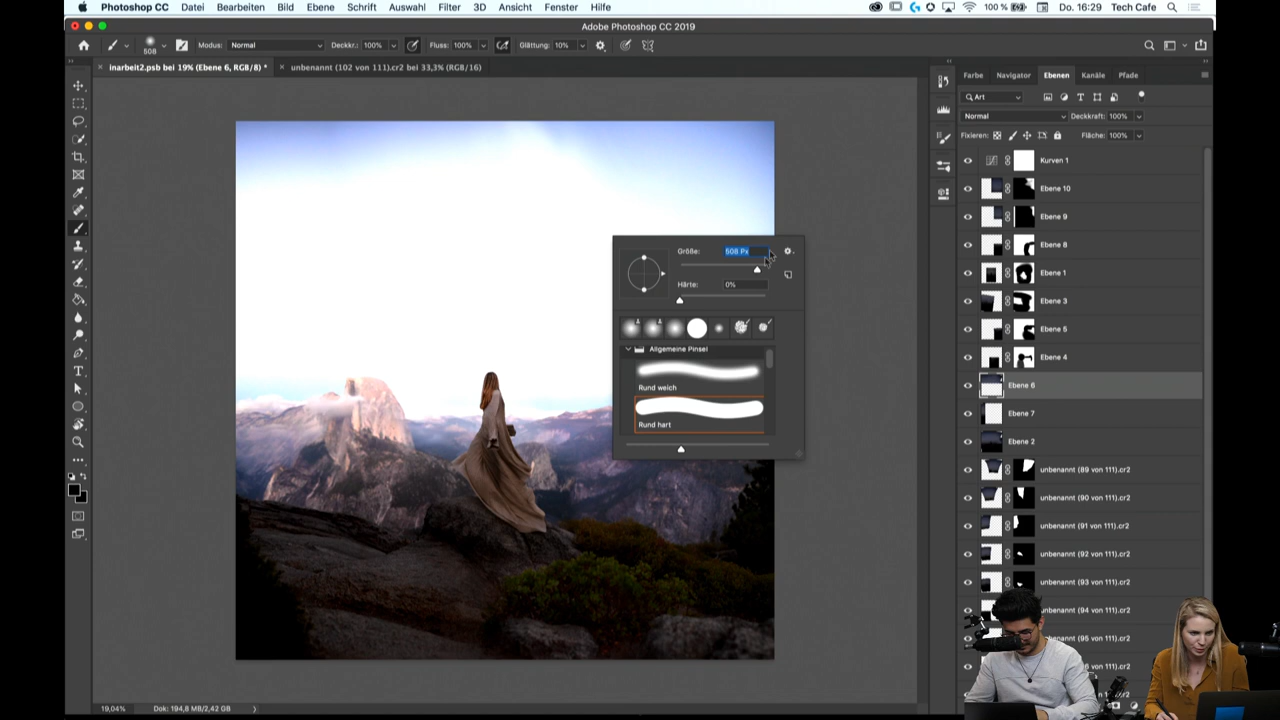 Photoshop CC Datei Bearbeiten Bild Ebene Schrift Auswahl Filter 3D Ansicht Fenster Hilfe 100 % Do. 16:29 Tech Cafe
Adobe Photoshop CC 2019
508 Modus: Normal Deckkr.: 100% Fluss: 100% Glättung: 10%
inarbeit2.psb bei 19% (Ebene 6, RGB/8) * unbenannt (102 von 111).cr2 bei 33,3% (RGB/16)
Farbe Navigator Ebenen Kanäle Pfade
Art
Normal Deckkraft: 100%
Fixieren: Fläche: 100%
Kurven 1
Ebene 10
Ebene 9
Ebene 8
Ebene 1
Ebene 3
Ebene 5
Ebene 4
Ebene 6
Ebene 7
Ebene 2
unbenannt (89 von 111).cr2
unbenannt (90 von 111).cr2
unbenannt (91 von 111).cr2
unbenannt (92 von 111).cr2
unbenannt (93 von 111).cr2
unbenannt (94 von 111).cr2
(95 von 111).cr2
von 111).cr2
Größe: 508 Px
Härte: 0%
Allgemeine Pinsel
Rund weich
Rund hart
19,04% Dok: 194,8 MB/2,42 GB